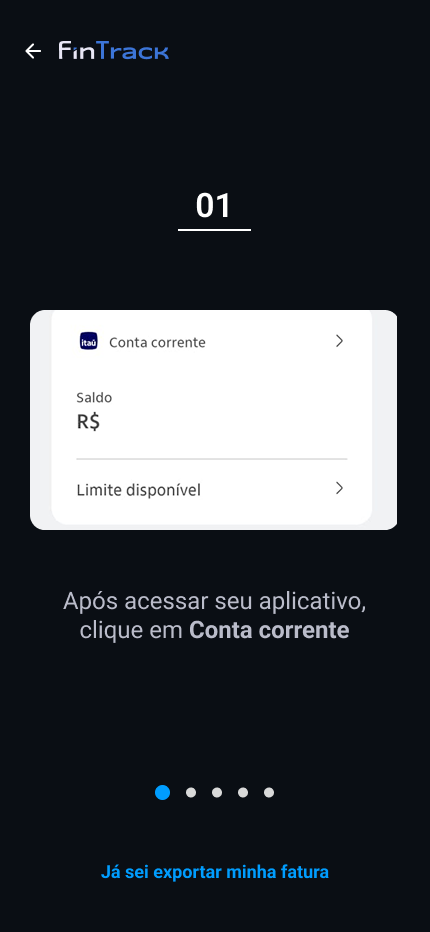 FinTrack
01
itaú Conta corrente
Saldo
R$
Limite disponível
Após acessar seu aplicativo,
clique em Conta corrente
Já sei exportar minha fatura